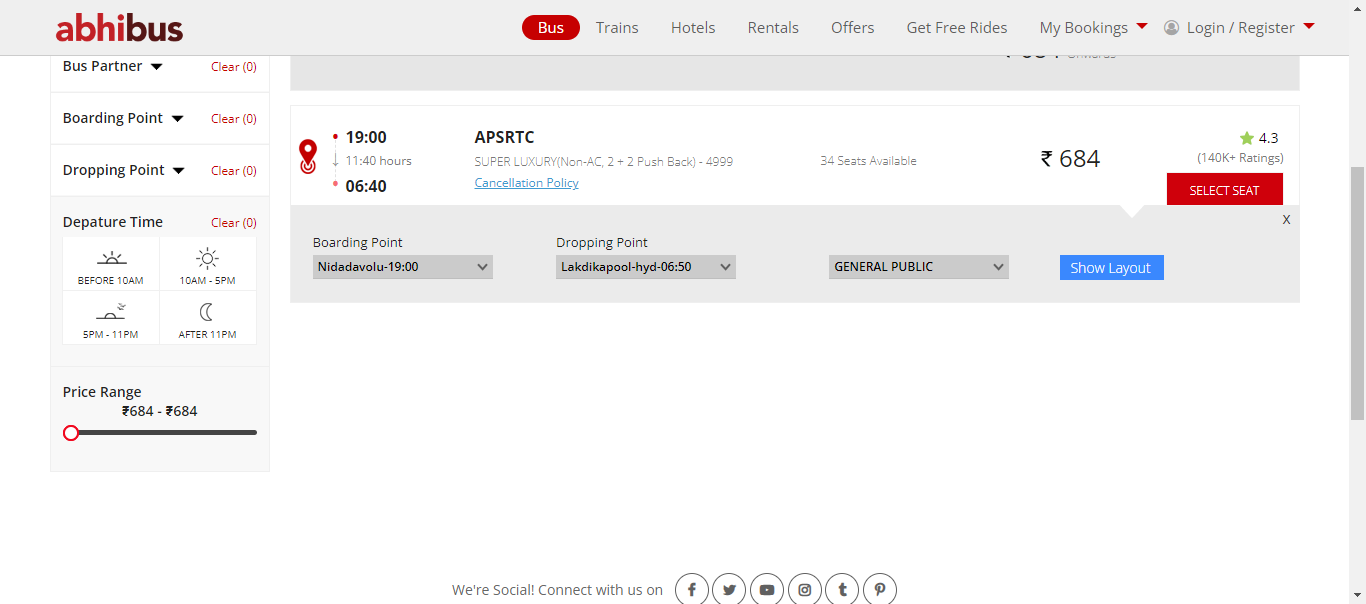 abhibus
Bus Trains Hotels Rentals Offers Get Free Rides My Bookings Login / Register
Bus Partner Clear (0)
Boarding Point Clear (0)
Dropping Point Clear (0)
Depature Time Clear (0)
BEFORE 10AM 10AM - 5PM
5PM - 11PM AFTER 11PM
Price Range
₹684 - ₹684
19:00 APSRTC 4.3
11:40 hours SUPER LUXURY(Non-AC, 2 + 2 Push Back) - 4999 34 Seats Available ₹ 684 (140K+ Ratings)
06:40 Cancellation Policy SELECT SEAT
X
Boarding Point Dropping Point
Nidadavolu-19:00 Lakdikapool-hyd-06:50 GENERAL PUBLIC Show Layout
We're Social! Connect with us on